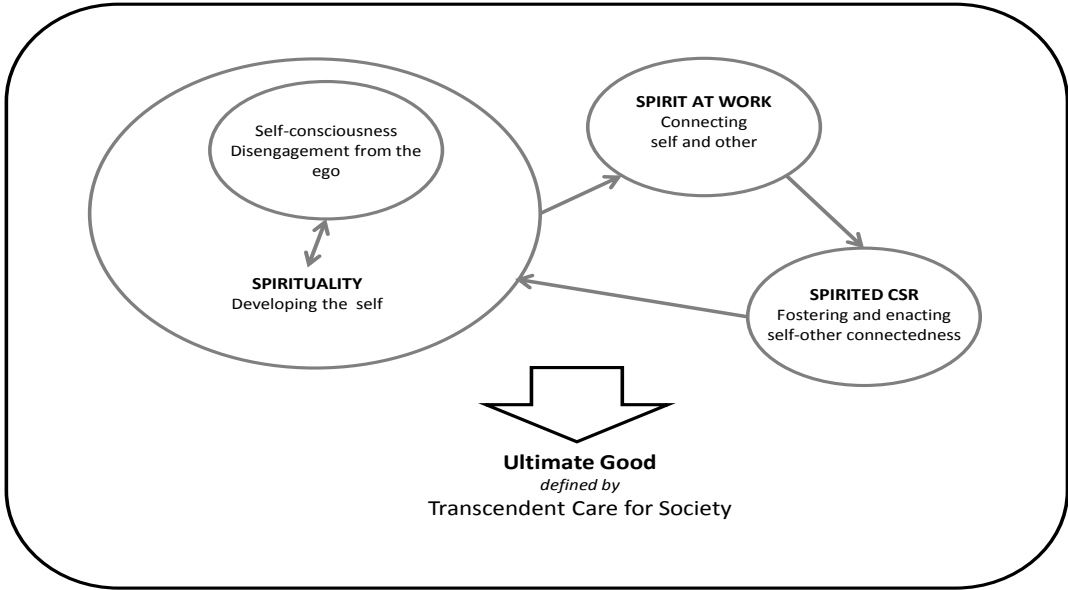 Self-consciousness
Disengagement from the
ego
SPIRITUALITY
Developing the self
SPIRIT AT WORK
Connecting
self and other
SPIRITED CSR
Fostering and enacting
self-other connectedness
Ultimate Good
defined by
Transcendent Care for Society